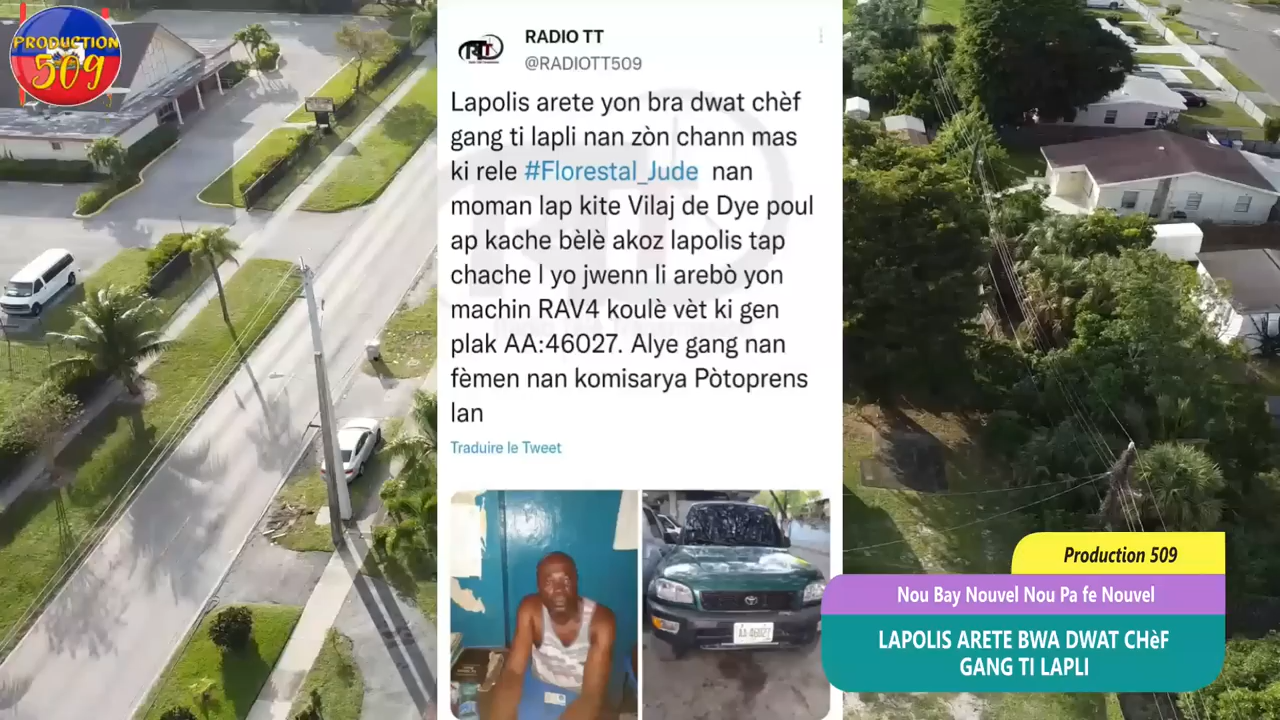 PRODUCTION
509
RADIO TT
@RADIOTT509
Lapolis arete yon bra dwat chèf
gang ti lapli nan zòn chann mas
ki rele #Florestal_Jude nan
moman lap kite Vilaj de Dye poul
ap kache bèlè akoz lapolis tap
chache l yo jwenn li arebò yon
machin RAV4 koulè vèt ki gen
plak AA:46027. Alye gang nan
fèmen nan komisarya Pòtoprens
lan
Traduire le Tweet
AA-46027
Production 509
Nou Bay Nouvel Nou Pa fe Nouvel
LAPOLIS ARETE BWA DWAT CHèF
GANG TI LAPLI